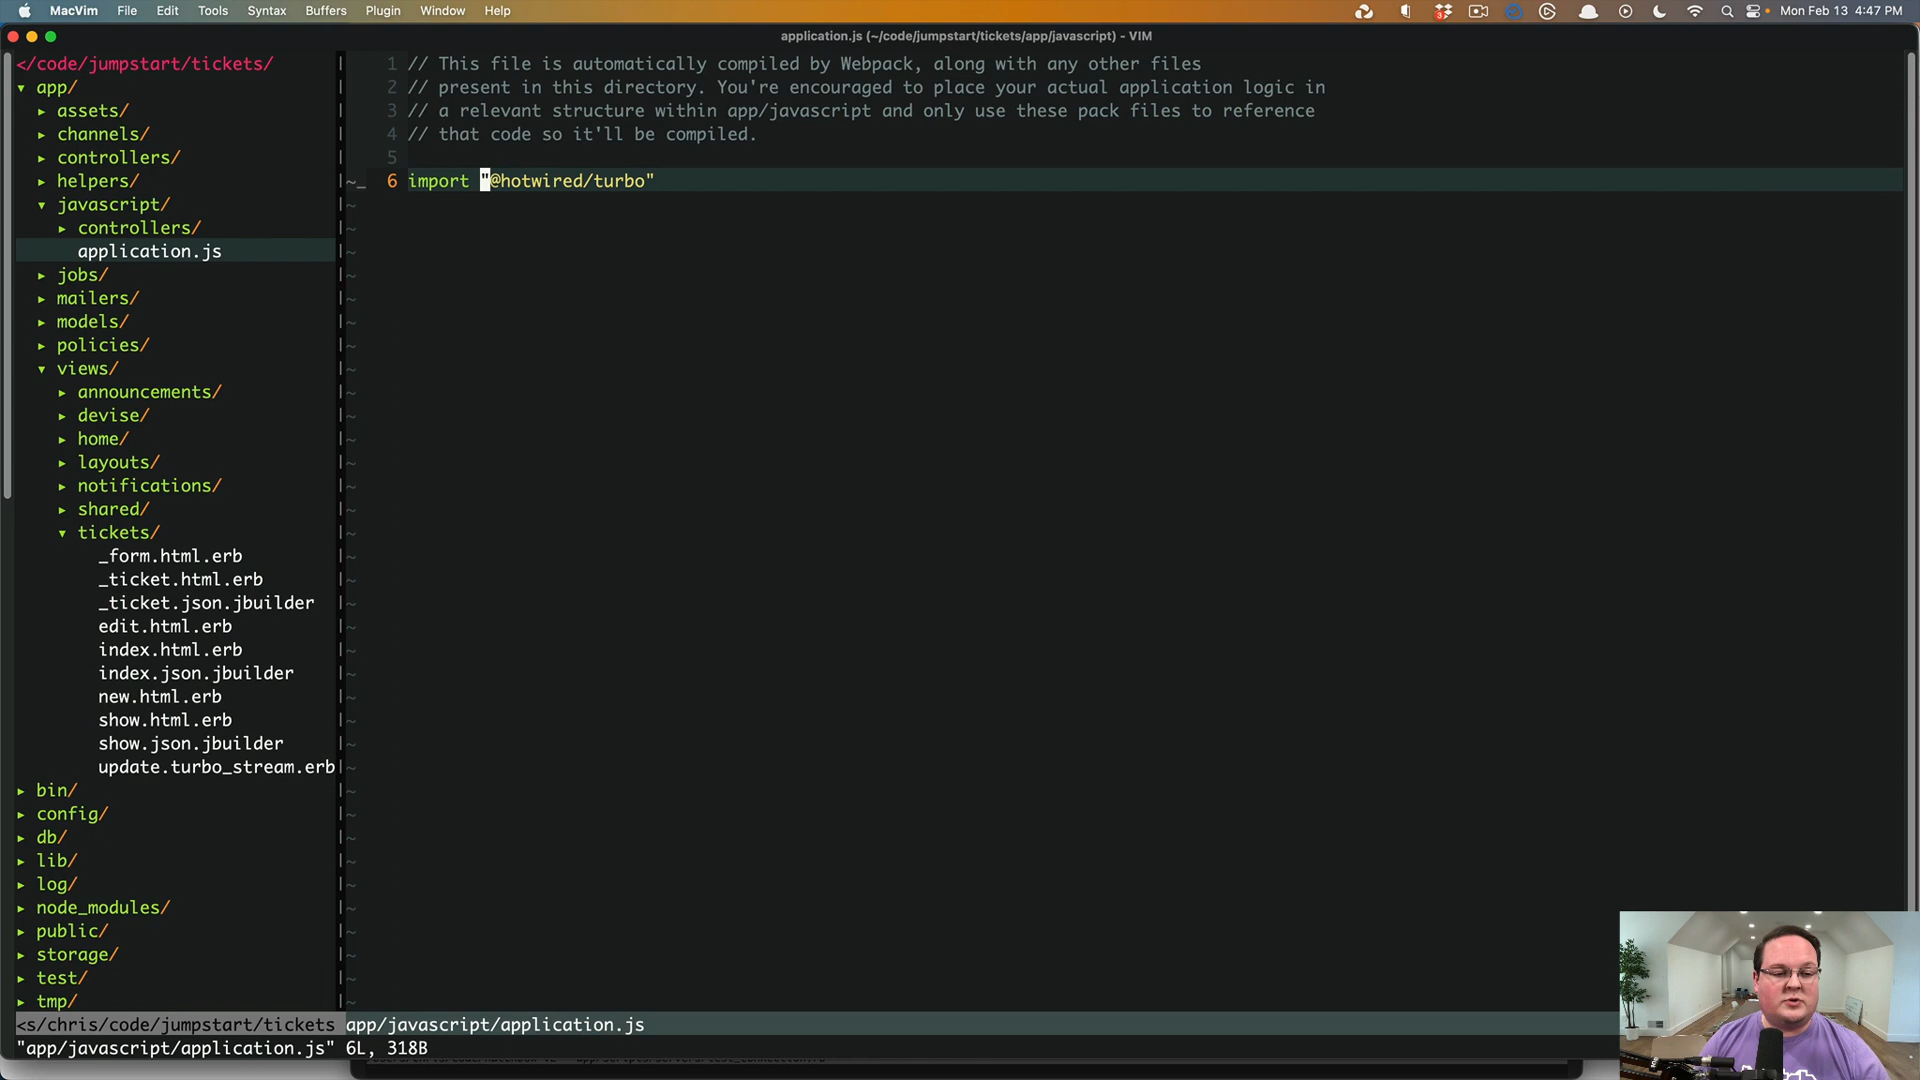 MacVim File Edit Tools Syntax Buffers Plugin Window Help
3
Mon Feb 13 4:47 PM
application.js (~/code/jumpstart/tickets/app/javascript) - VIM
</code/jumpstart/tickets/
▾ app/
▸ assets/
▸ channels/
▸ controllers/
▸ helpers/
▾ javascript/
▸ controllers/
application.js
▸ jobs/
▸ mailers/
▸ models/
▸ policies/
▾ views/
▸ announcements/
▸ devise/
▸ home/
▸ layouts/
▸ notifications/
▸ shared/
▾ tickets/
_form.html.erb
_ticket.html.erb
_ticket.json.jbuilder
edit.html.erb
index.html.erb
index.json.jbuilder
new.html.erb
show.html.erb
show.json.jbuilder
update.turbo_stream.erb
▸ bin/
▸ config/
▸ db/
▸ lib/
▸ log/
▸ node_modules/
▸ public/
▸ storage/
▸ test/
▸ tmp/
1 // This file is automatically compiled by Webpack, along with any other files
2 // present in this directory. You're encouraged to place your actual application logic in
3 // a relevant structure within app/javascript and only use these pack files to reference
4 // that code so it'll be compiled.
5
6 import "@hotwired/turbo"
<s/chris/code/jumpstart/tickets app/javascript/application.js
"app/javascript/application.js" 6L, 318B